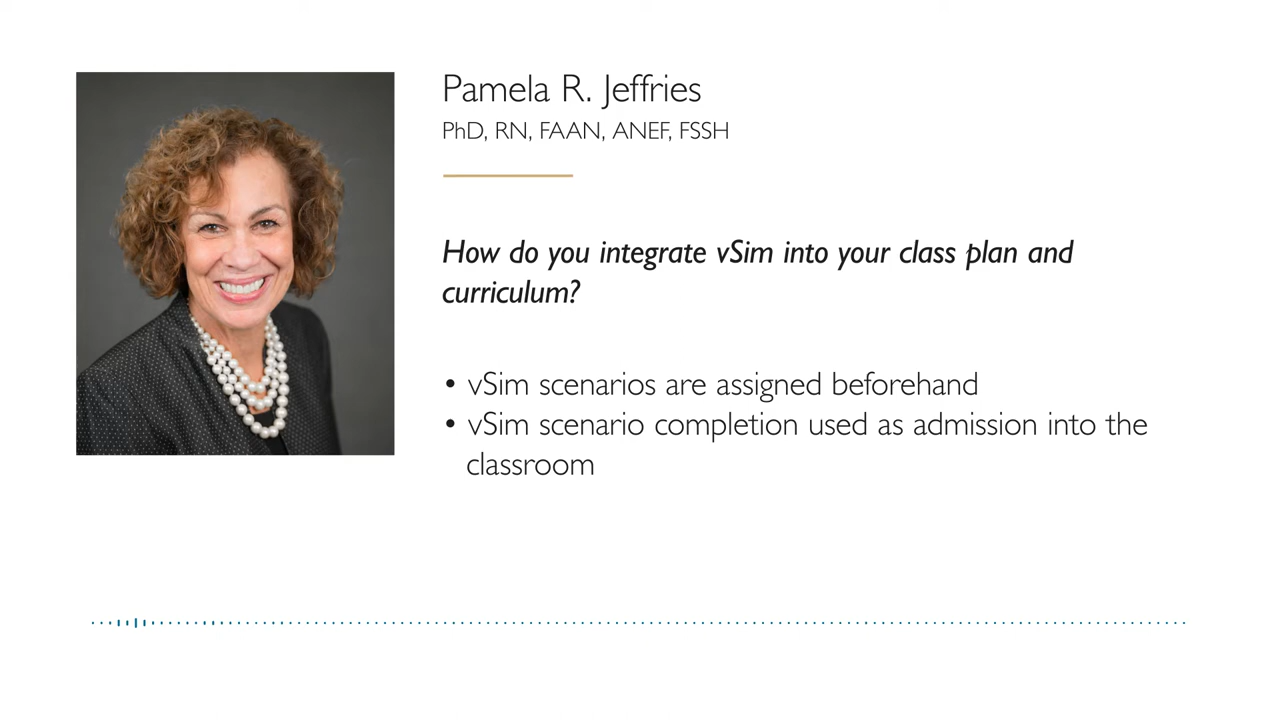 Pamela R. Jeffries
PhD, RN, FAAN, ANEF, FSSH
How do you integrate vSim into your class plan and
curriculum?
• vSim scenarios are assigned beforehand
• vSim scenario completion used as admission into the
classroom